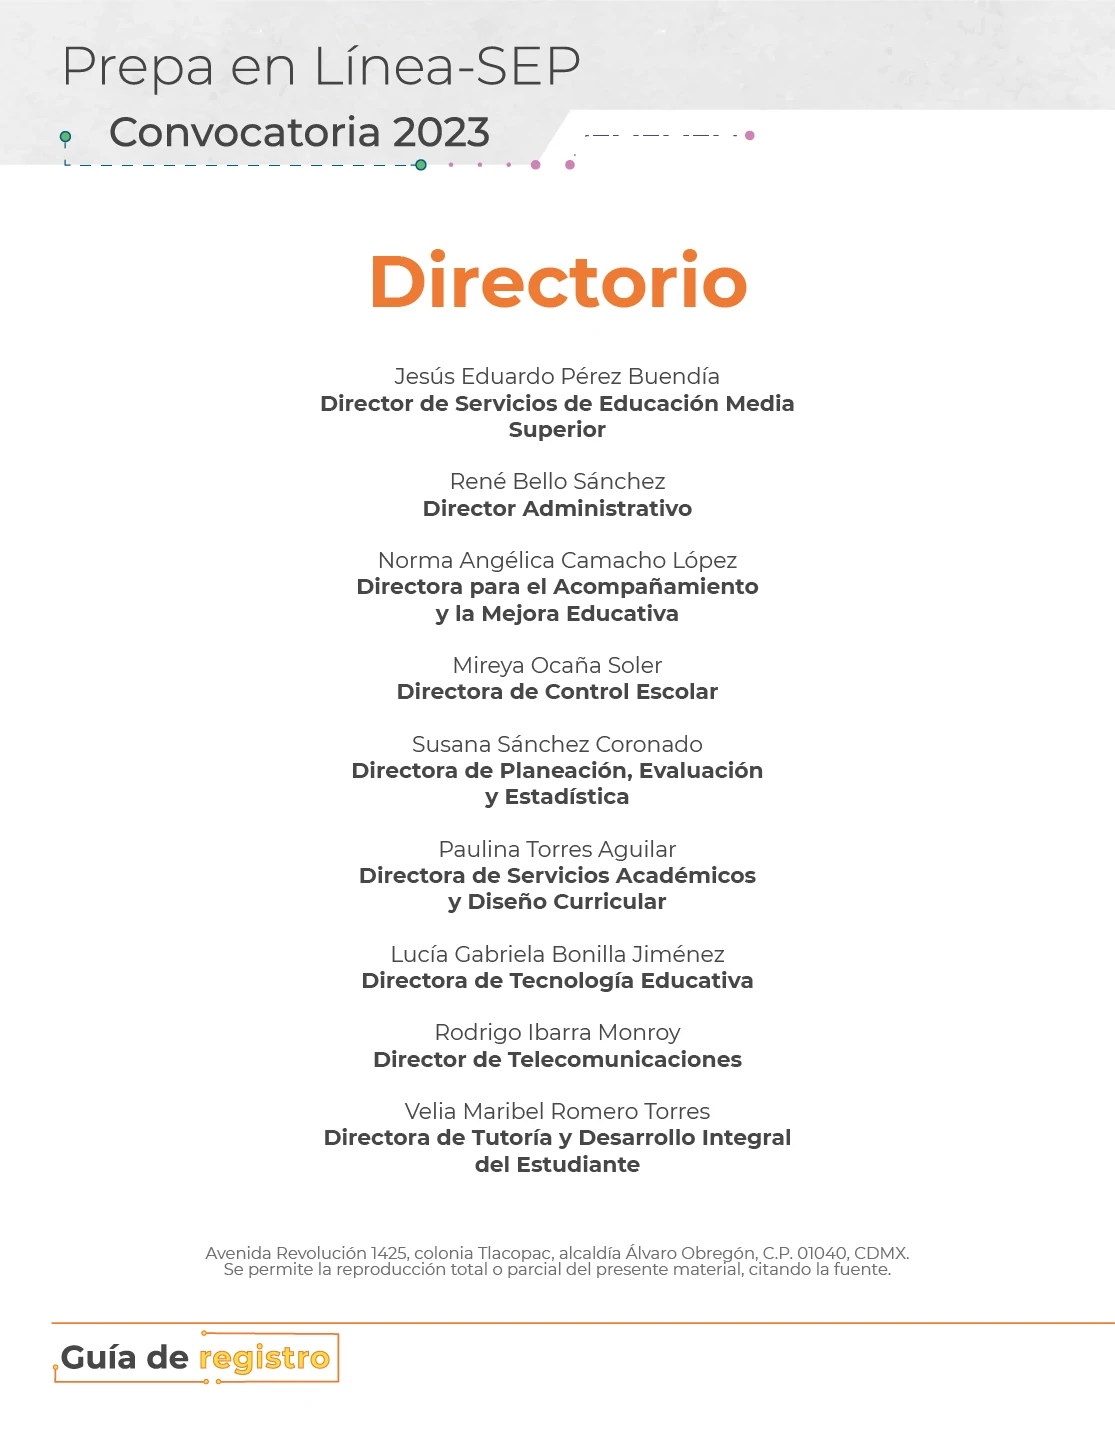 Prepa en Línea-SEP
Convocatoria 2023
Directorio
Jesús Eduardo Pérez Buendía
Director de Servicios de Educación Media
Superior
René Bello Sánchez
Director Administrativo
Norma Angélica Camacho López
Directora para el Acompañamiento
y la Mejora Educativa
Mireya Ocaña Soler
Directora de Control Escolar
Susana Sánchez Coronado
Directora de Planeación, Evaluación
y Estadística
Paulina Torres Aguilar
Directora de Servicios Académicos
y Diseño Curricular
Lucía Gabriela Bonilla Jiménez
Directora de Tecnología Educativa
Rodrigo Ibarra Monroy
Director de Telecomunicaciones
Velia Maribel Romero Torres
Directora de Tutoría y Desarrollo Integral
del Estudiante
Avenida Revolución 1425, colonia Tlacopac, alcaldía Álvaro Obregón, C.P. 01040, CDMX.
Se permite la reproducción total o parcial del presente material, citando la fuente.
Guía de registro